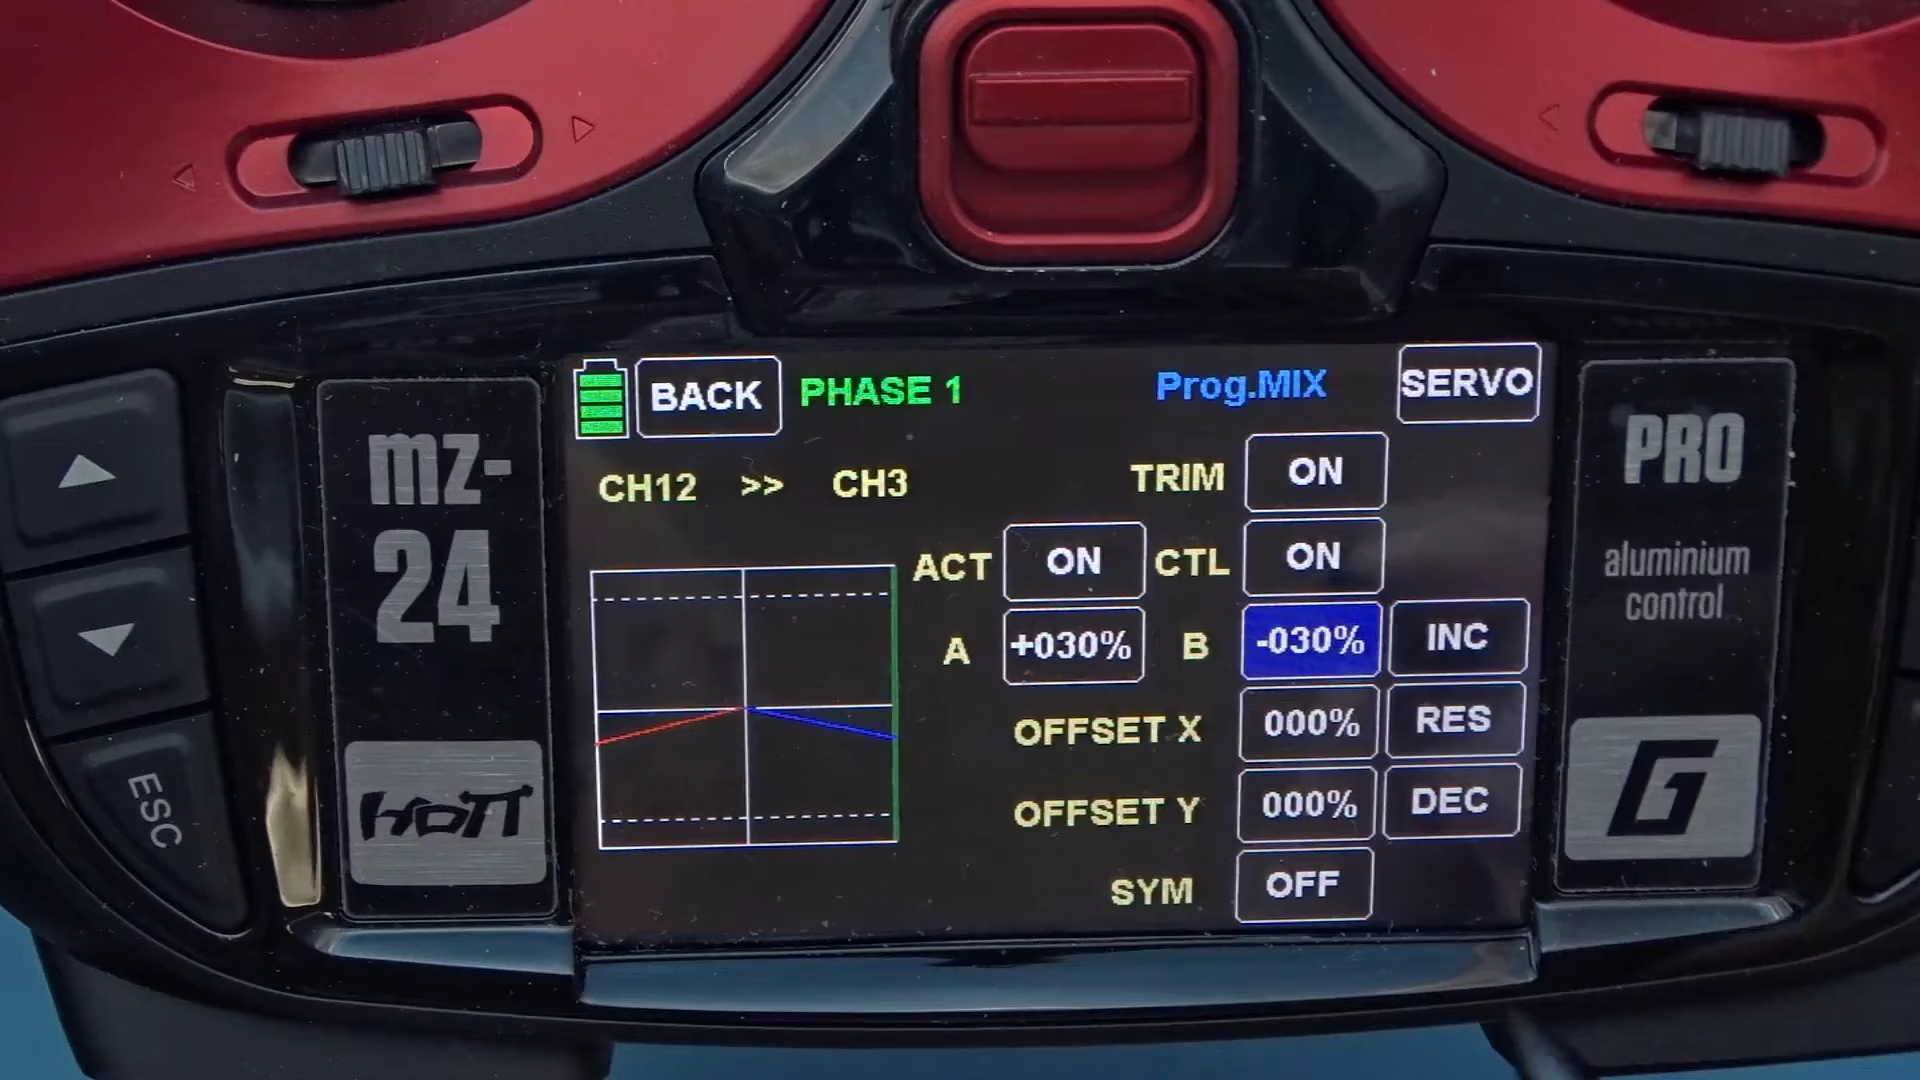 BACK PHASE 1 Prog.MIX SERVO
CH12 >> CH3 TRIM ON
ACT ON CTL ON
A +030% B -030% INC
OFFSET X 000% RES
OFFSET Y 000% DEC
SYM OFF
mz-
24
HoTT
ESC
PRO
aluminium
control
G